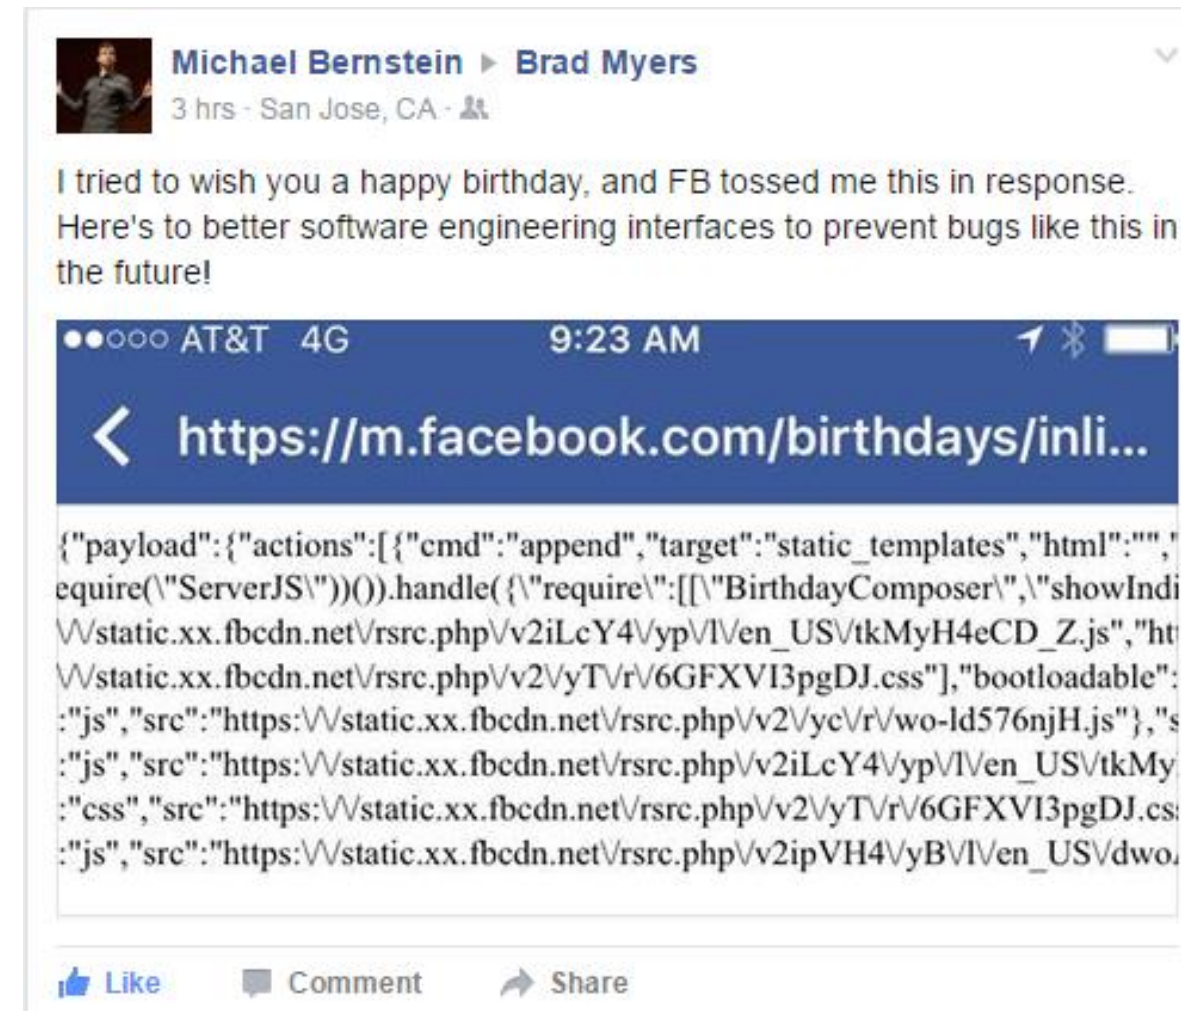 Michael Bernstein ▸ Brad Myers
3 hrs · San Jose, CA ·
I tried to wish you a happy birthday, and FB tossed me this in response.
Here's to better software engineering interfaces to prevent bugs like this in
the future!
AT&T 4G 9:23 AM
https://m.facebook.com/birthdays/inli...
{"payload":{"actions":[{"cmd":"append","target":"static_templates","html":"","
equire(\"ServerJS\"))()).handle({\"require\":[[\"BirthdayComposer\",\"showIndi
\/\/static.xx.fbcdn.net\/rsrc.php\/v2iLcY4\/yp\/l\/en_US\/tkMyH4eCD_Z.js","ht
\/\/static.xx.fbcdn.net\/rsrc.php\/v2\/yT\/r\/6GFXVI3pgDJ.css"],"bootloadable":
:"js","src":"https:\/\/static.xx.fbcdn.net\/rsrc.php\/v2\/yc\/r\/wo-ld576njH.js"},"s
:"js","src":"https:\/\/static.xx.fbcdn.net\/rsrc.php\/v2iLcY4\/yp\/l\/en_US\/tkMy
:"css","src":"https:\/\/static.xx.fbcdn.net\/rsrc.php\/v2\/yT\/r\/6GFXVI3pgDJ.cs
:"js","src":"https:\/\/static.xx.fbcdn.net\/rsrc.php\/v2ipVH4\/yB\/l\/en_US\/dwo
Like Comment Share